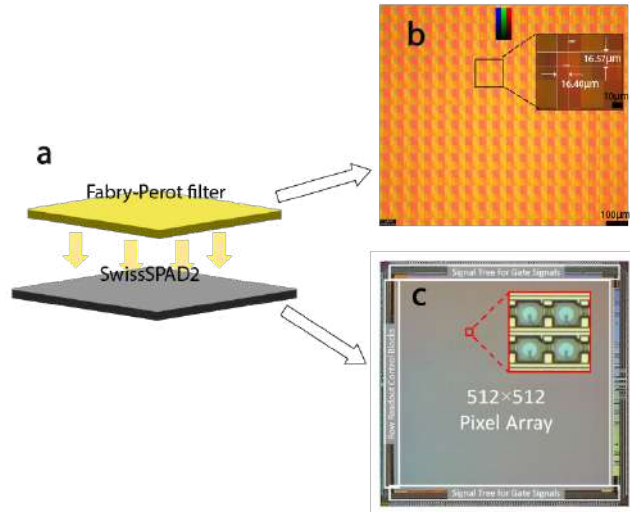 a
Fabry-Perot filter
SwissSPAD2
b
16.57µm
16.40µm
10µm
100µm
Signal Tree for Gate Signals
c
Row Readout Control Blocks
512×512
Pixel Array
Signal Tree for Gate Signals